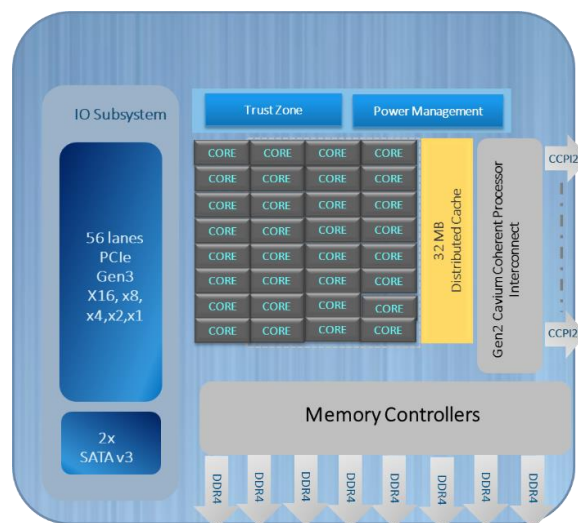 IO Subsystem
56 lanes
PCIe
Gen3
X16, x8,
x4,x2,x1
2x
SATA v3
TrustZone
Power Management
CORE CORE CORE CORE
CORE CORE CORE CORE
CORE CORE CORE CORE
CORE CORE CORE CORE
CORE CORE CORE CORE
CORE CORE CORE CORE
CORE CORE CORE CORE
CORE CORE CORE CORE
32 MB
Distributed Cache
Gen2 Cavium Coherent Processor
Interconnect
CCPI2
CCPI2
Memory Controllers
DDR4 DDR4 DDR4 DDR4 DDR4 DDR4 DDR4 DDR4